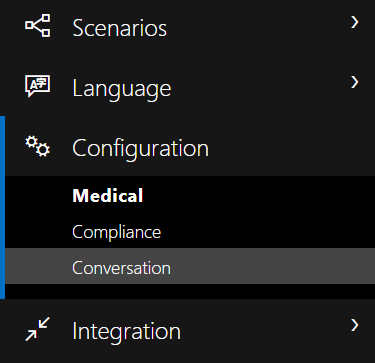 Scenarios
Language
Configuration
Medical
Compliance
Conversation
Integration